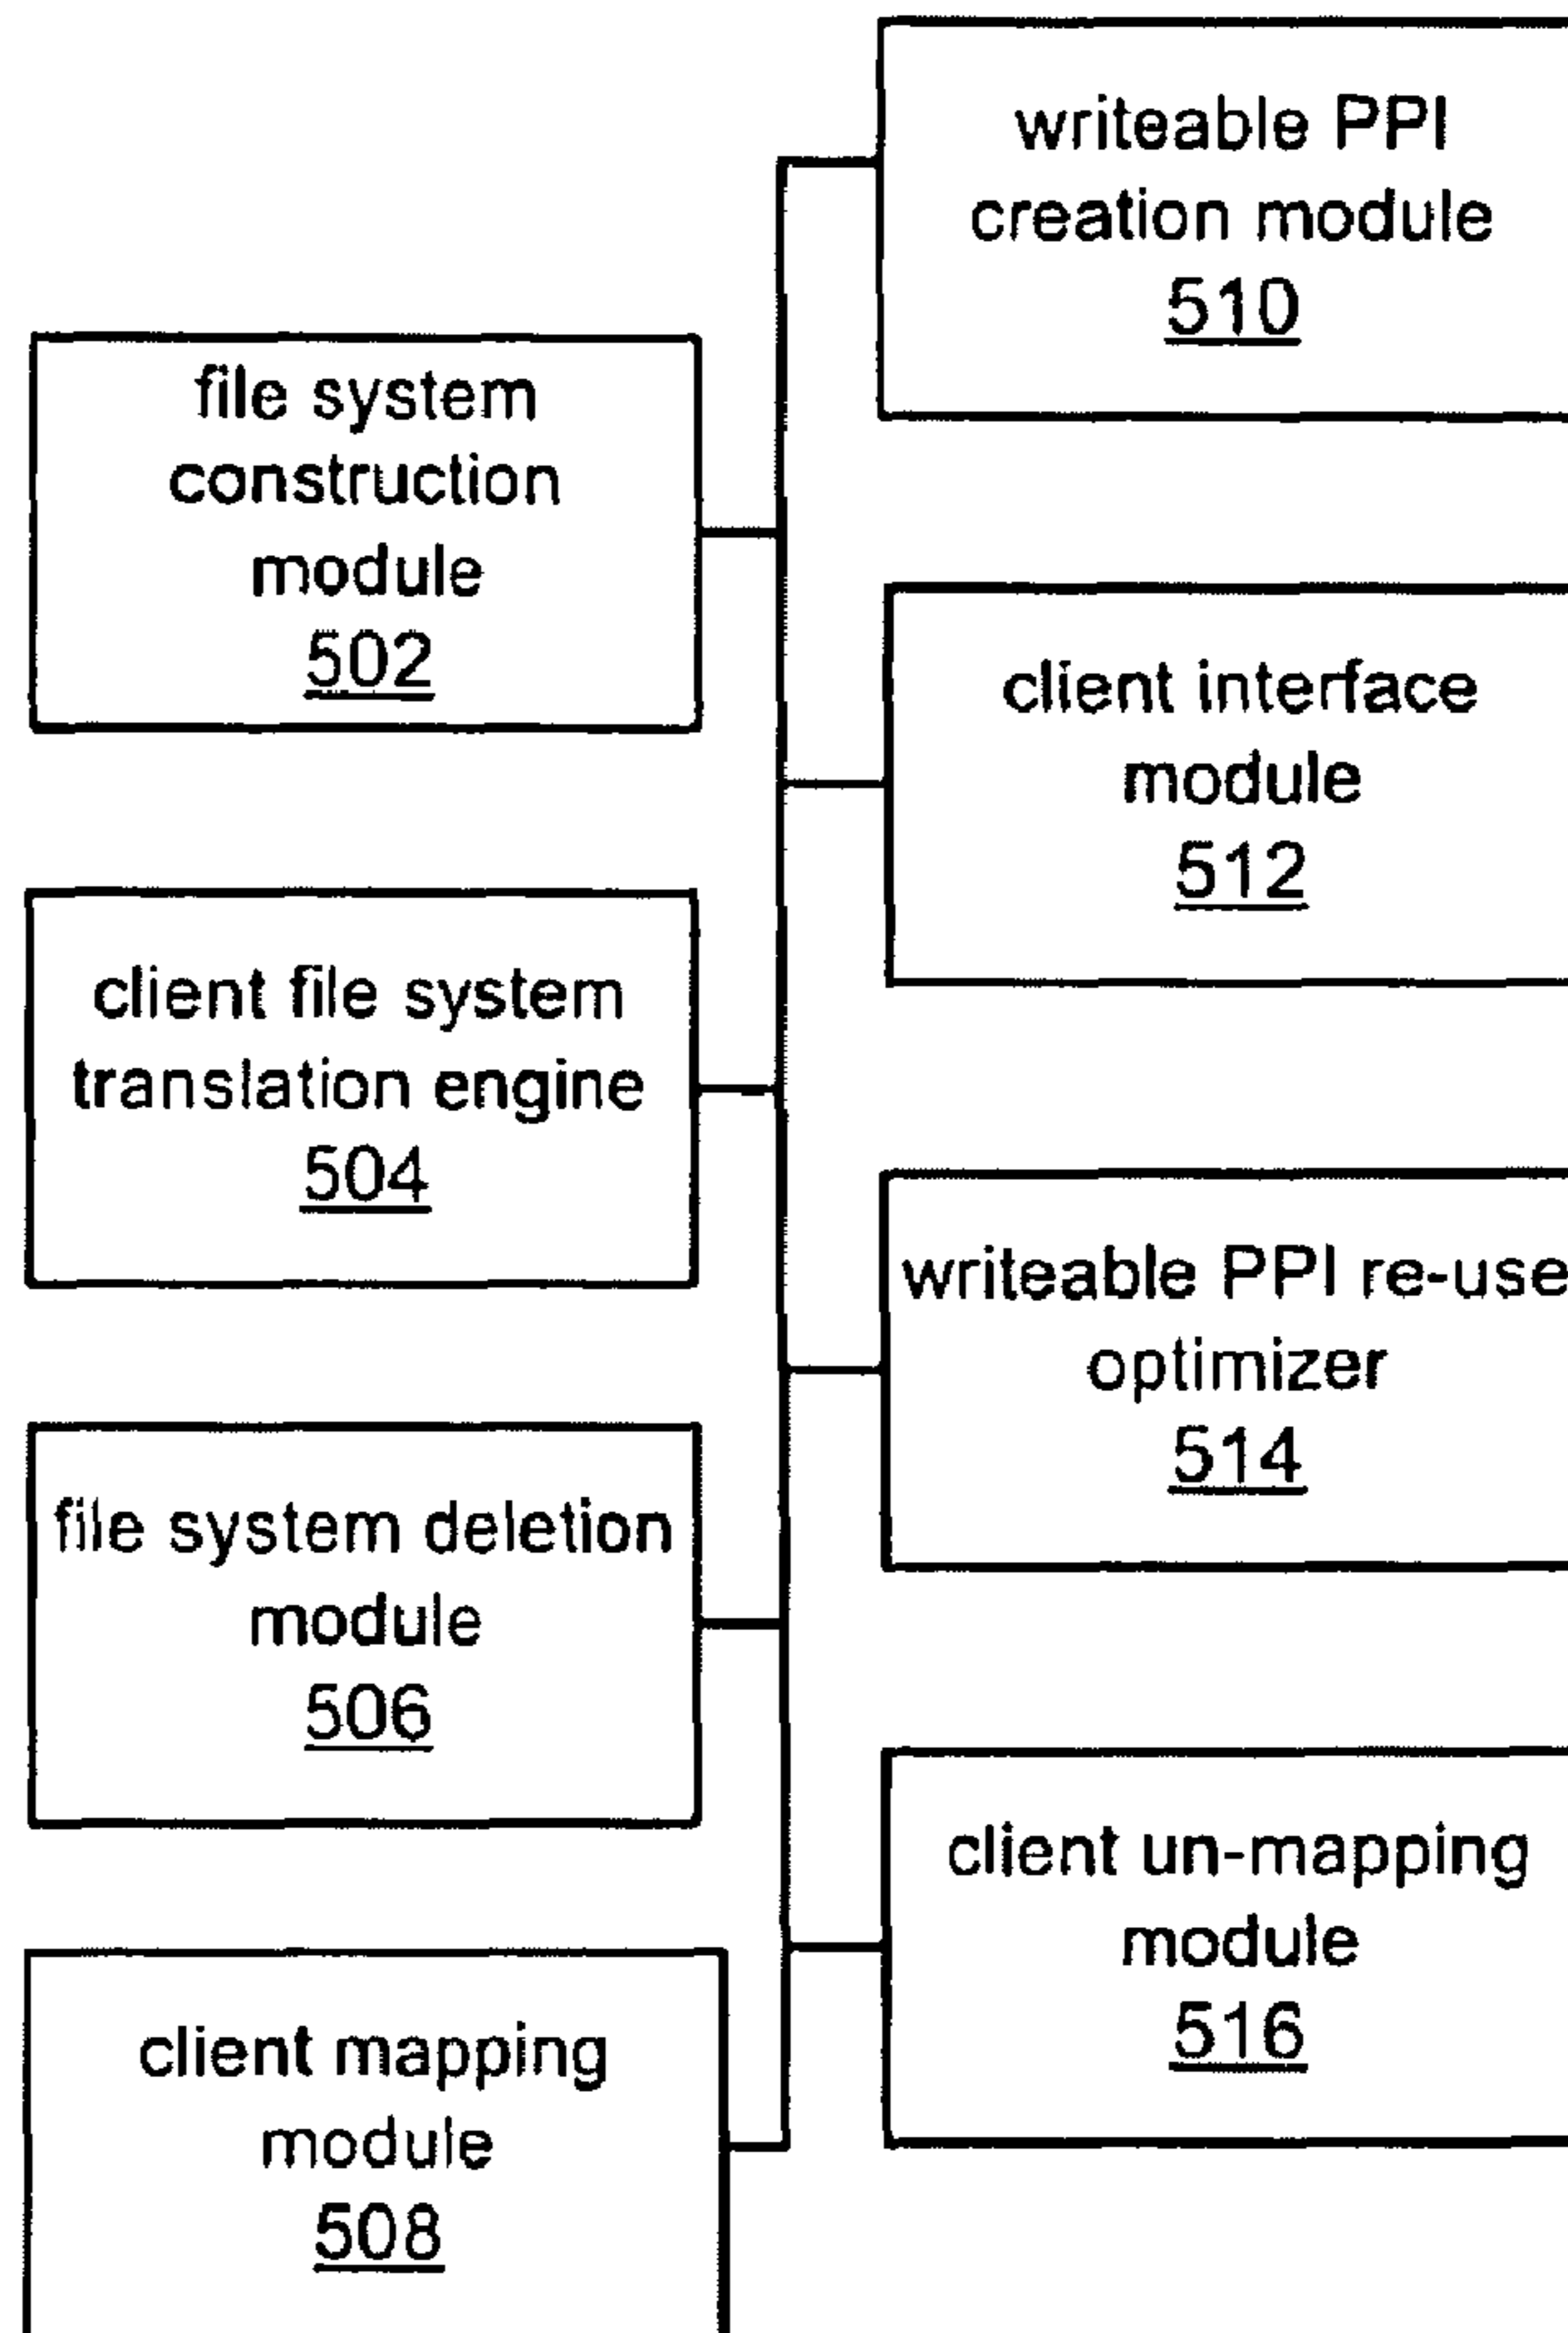 file system
construction
module
502
client file system
translation engine
504
file system deletion
module
506
client mapping
module
508
writeable PPI
creation module
510
client interface
module
512
writeable PPI re-use
optimizer
514
client un-mapping
module
516